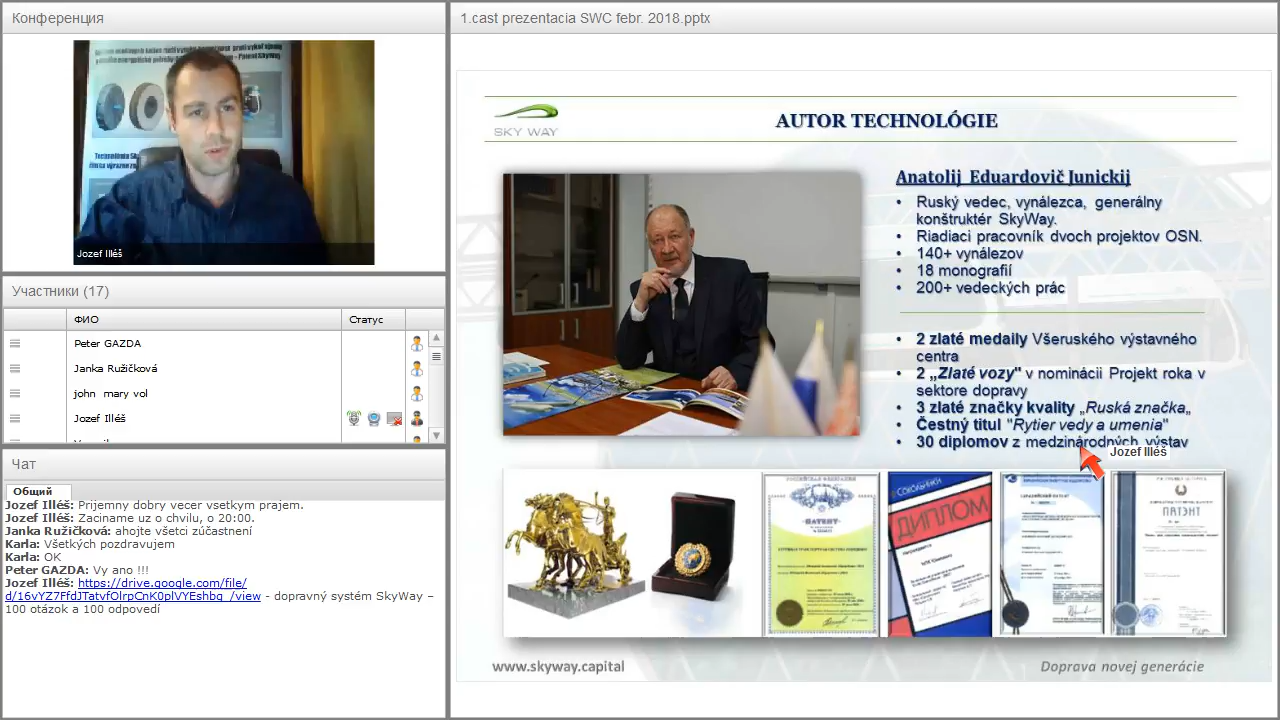 Конференция
Jozef Illéš
Участники (17)
ФИО
Статус
Peter GAZDA
Janka Ružičková
john mary vol
Jozef Illéš
Чат
Общий
Jozef Illéš: Prijemny dobry vecer vsetkym prajem.
Jozef Illéš: Zaciname uz o chvilu, o 20:00.
Janka Ružičková: ahojte všetci zúčastnení
Karla: Všetkých pozdravujem
Karla: OK
Peter GAZDA: Vy ano !!!
Jozef Illéš: https://drive.google.com/file/
- dopravný systém SkyWay –
100 otázok a 100 odpovedí
1.cast prezentacia SWC febr. 2018.pptx
SKY WAY
AUTOR TECHNOLÓGIE
Anatolij Eduardovič Junickij
• Ruský vedec, vynálezca, generálny
konštruktér SkyWay.
• Riadiaci pracovník dvoch projektov OSN.
• 140+ vynálezov
• 18 monografií
• 200+ vedeckých prác
• 2 zlaté medaily Všeruského výstavného
centra
• 2 „Zlaté vozy" v nominácii Projekt roka v
sektore dopravy
• 3 zlaté značky kvality „Ruská značka„
• Čestný titul "Rytier vedy a umenia"
• 30 diplomov z medzinárodných výstav
Jozef Illéš
ПАТЕНТ
СОКОЛЬНИКИ
ДИПЛОМ
ПАТЭНТ
www.skyway.capital
Doprava novej generácie